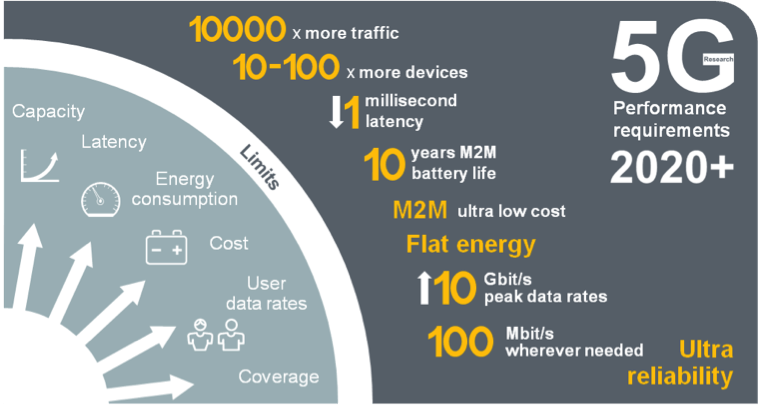 10000 x more traffic
10-100 x more devices
1 millisecond
latency
10 years M2M
battery life
M2M ultra low cost
Flat energy
10 Gbit/s
peak data rates
100 Mbit/s
wherever needed
Ultra
reliability
5G
Research
Performance
requirements
2020+
Limits
Capacity
Latency
Energy
consumption
Cost
User
data rates
Coverage